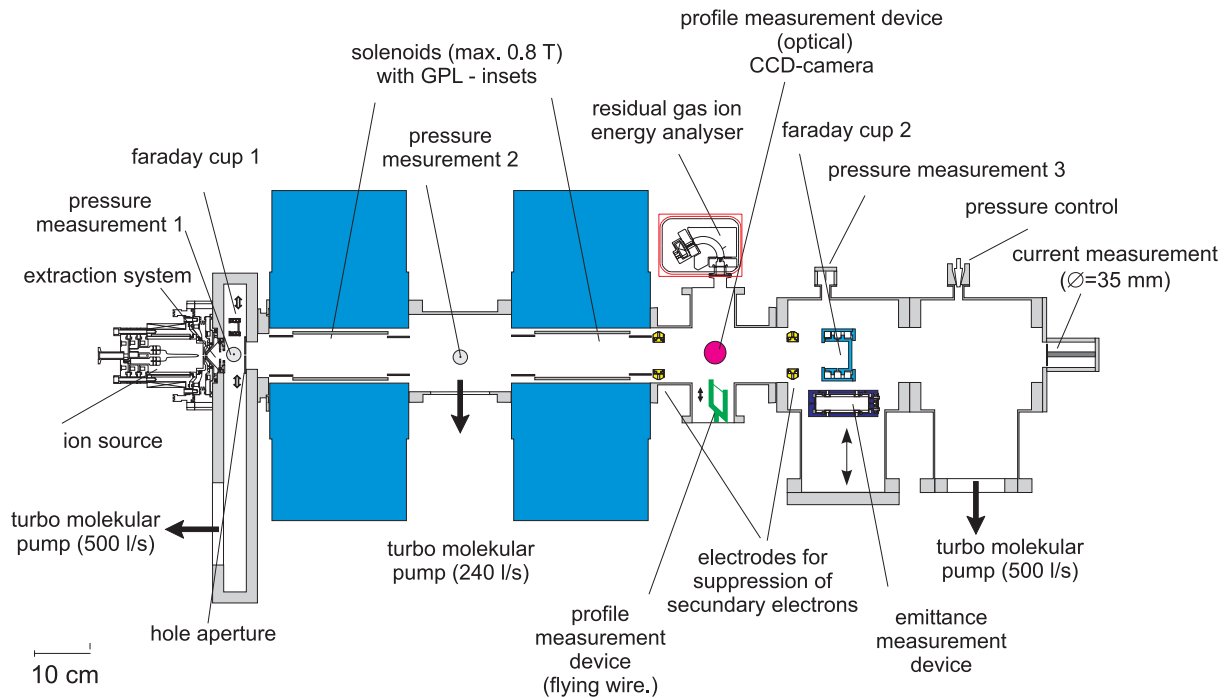 profile measurement device
(optical)
CCD-camera
solenoids (max. 0.8 T)
with GPL - insets
residual gas ion
energy analyser
faraday cup 2
pressure
mesurement 2
faraday cup 1
pressure measurement 3
pressure
measurement 1
pressure control
extraction system
current measurement
(∅=35 mm)
ion source
turbo molekular
pump (500 l/s)
turbo molekular
pump (240 l/s)
electrodes for
suppression of
secundary electrons
turbo molekular
pump (500 l/s)
hole aperture
profile
measurement
device
(flying wire.)
emittance
measurement
device
10 cm